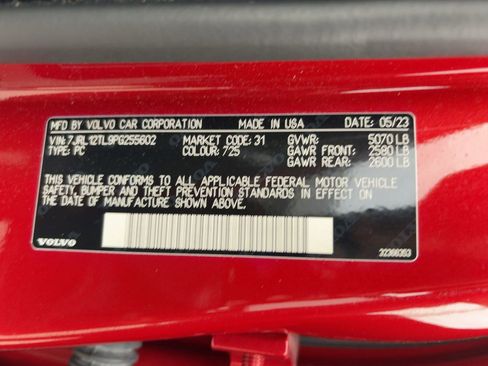 MFD BY VOLVO CAR CORPORATION MADE IN USA DATE: 05/23
VIN: 7JRL12TL9PG255602 MARKET CODE: 31 GVWR: 5070 LB
TYPE: PC COLOUR: 725 GAWR FRONT: 2580 LB
GAWR REAR: 2600 LB
THIS VEHICLE CONFORMS TO ALL APPLICABLE FEDERAL MOTOR VEHICLE
SAFETY, BUMPER AND THEFT PREVENTION STANDARDS IN EFFECT ON
THE DATE OF MANUFACTURE SHOWN ABOVE.
VOLVO 32366353